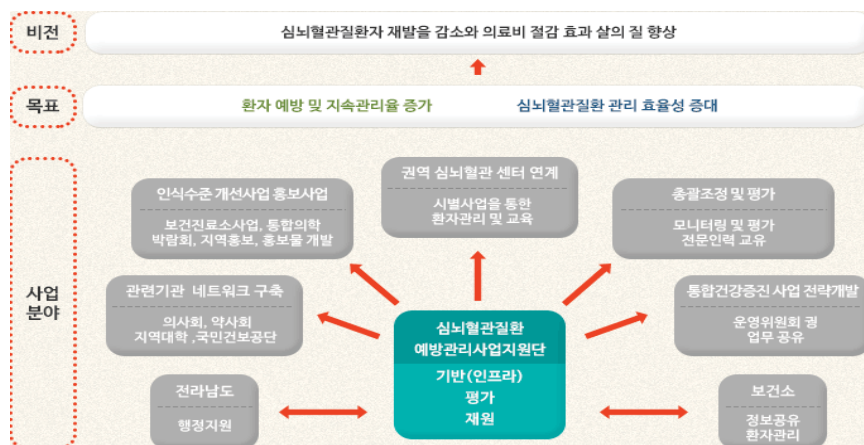 비전
심뇌혈관질환자 재발을 감소와 의료비 절감 효과 삶의 질 향상
목표
환자 예방 및 지속관리율 증가
심뇌혈관질환 관리 효율성 증대
사업
분야
인식수준 개선사업 홍보사업
보건진료소사업, 통합의학
박람회, 지역홍보, 홍보물 개발
권역 심뇌혈관 센터 연계
시별사업을 통한
환자관리 및 교육
총괄조정 및 평가
모니터링 및 평가
전문인력 교유
관련기관 네트워크 구축
의사회, 약사회
지역대학 ,국민건보공단
심뇌혈관질환
예방관리사업지원단
기반(인프라)
평가
재원
통합건강증진 사업 전략개발
운영위원회 귕
업무 공유
전라남도
행정지원
보건소
정보공유
환자관리